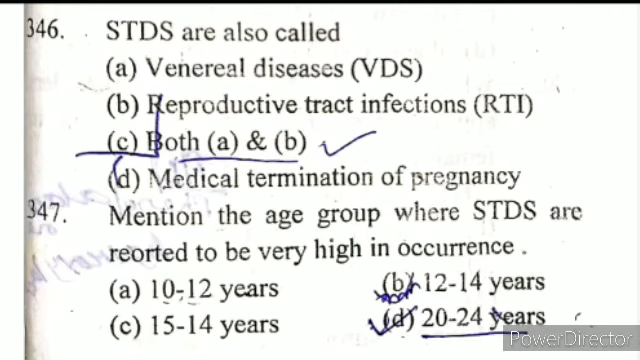 346. STDS are also called
(a) Venereal diseases (VDS)
(b) Reproductive tract infections (RTI)
(c) Both (a) & (b)
(d) Medical termination of pregnancy
347. Mention the age group where STDS are
reorted to be very high in occurrence .
(a) 10-12 years (b) 12-14 years
(c) 15-14 years (d) 20-24 years
PowerDirector